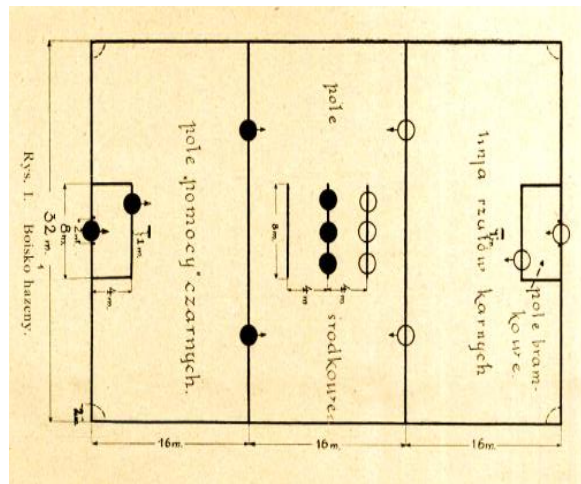 Rys. 1. Boisko hazeny.
32 m.
8 m.
2 m.
4 m.
1 m.
pole „pomocy” czarnych.
pole
środkowe.
8 m.
4 m
4 m.
linja rzutów karnych
pole bram-
kowe.
2 m
16 m.
16 m.
16 m.